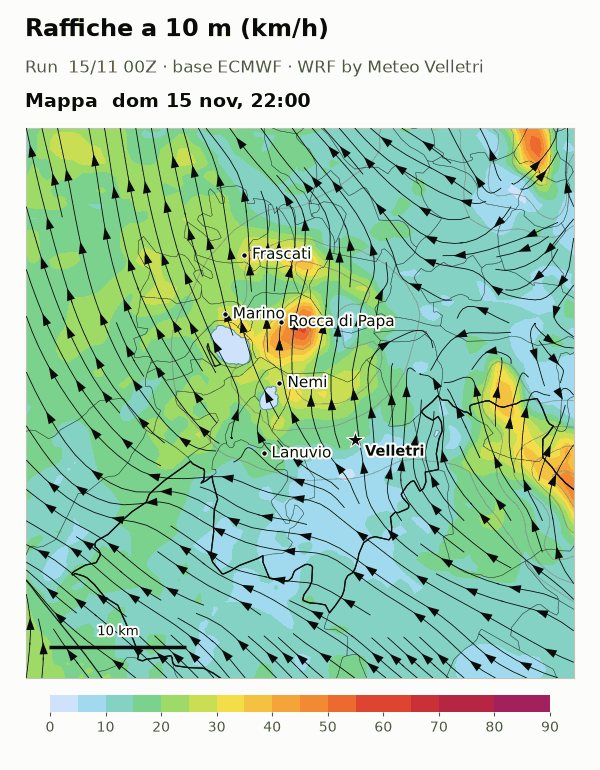 Raffiche a 10 m (km/h)
Run  15/11 00Z · base ECMWF · WRF by Meteo Velletri
Mappa  dom 15 nov, 22:00
Frascati
Marino
Rocca di Papa
Nemi
Velletri
Lanuvio
10 km
0 10 20 30 40 50 60 70 80 90